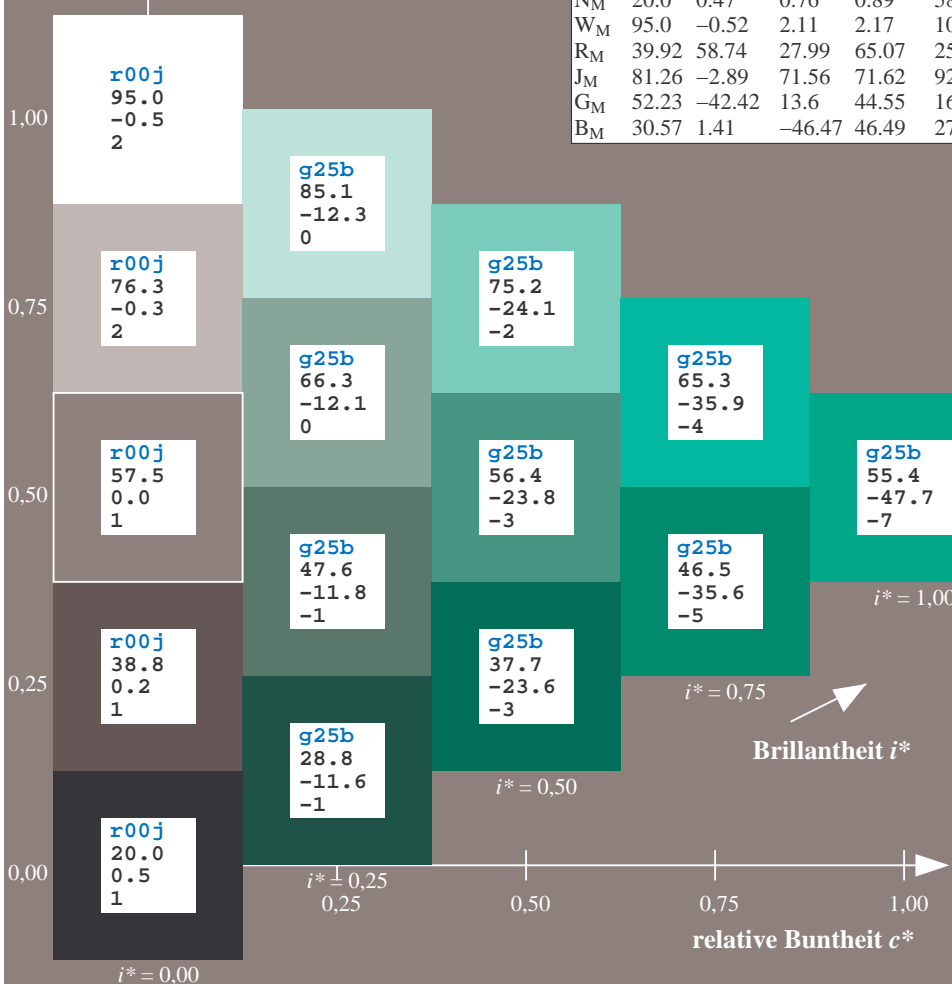 N_M 20.0 0.47 0.76 0.89
W_M 95.0 −0.52 2.11 2.17
R_M 39.92 58.74 27.99 65.07
J_M 81.26 −2.89 71.56 71.62
G_M 52.23 −42.42 13.6 44.55
B_M 30.57 1.41 −46.47 46.49
1,00
0,75
0,50
0,25
0,00
r00j
95.0
-0.5
2
r00j
76.3
-0.3
2
r00j
57.5
0.0
1
r00j
38.8
0.2
1
r00j
20.0
0.5
1
i* = 0,00
g25b
85.1
-12.3
0
g25b
66.3
-12.1
0
g25b
47.6
-11.8
-1
g25b
28.8
-11.6
-1
i* = 0,25
g25b
75.2
-24.1
-2
g25b
56.4
-23.8
-3
g25b
37.7
-23.6
-3
i* = 0,50
g25b
65.3
-35.9
-4
g25b
46.5
-35.6
-5
i* = 0,75
g25b
55.4
-47.7
-7
i* = 1,00
Brillantheit i*
0,25 0,50 0,75 1,00
relative Buntheit c*